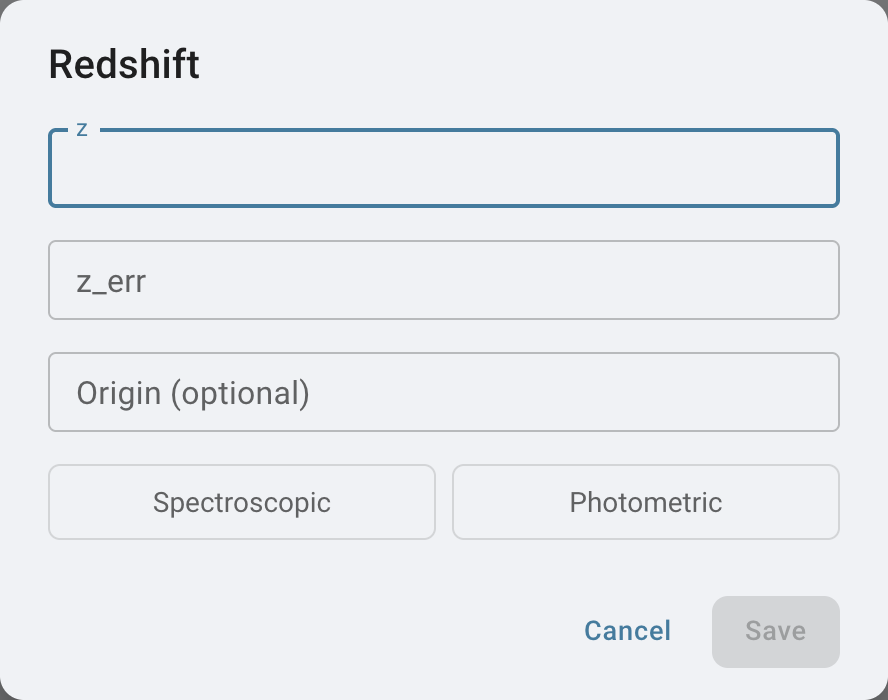 Redshift
z
z_err
Origin (optional)
Spectroscopic Photometric
Cancel Save